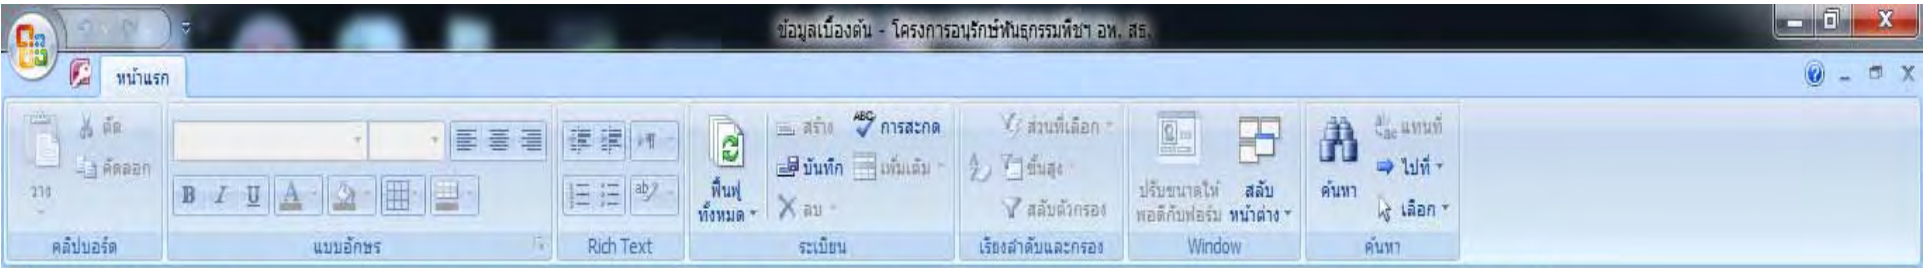 ข้อมูลเบื้องต้น - โครงการอนุรักษ์พันธุกรรมพืชฯ อพ. สธ.
หน้าแรก
วาง
ตัด
คัดลอก
คลิปบอร์ด
B I U A
แบบอักษร
ab
Rich Text
ฟื้นฟู
ทั้งหมด
สร้าง
บันทึก
ลบ
ABC การสะกด
เพิ่มเติม
ระเบียน
ส่วนที่เลือก
ขั้นสูง
สลับตัวกรอง
เรียงลำดับและกรอง
ปรับขนาดให้
พอดีกับฟอร์ม
สลับ
หน้าต่าง
Window
ค้นหา
แทนที่
ไปที่
เลือก
ค้นหา